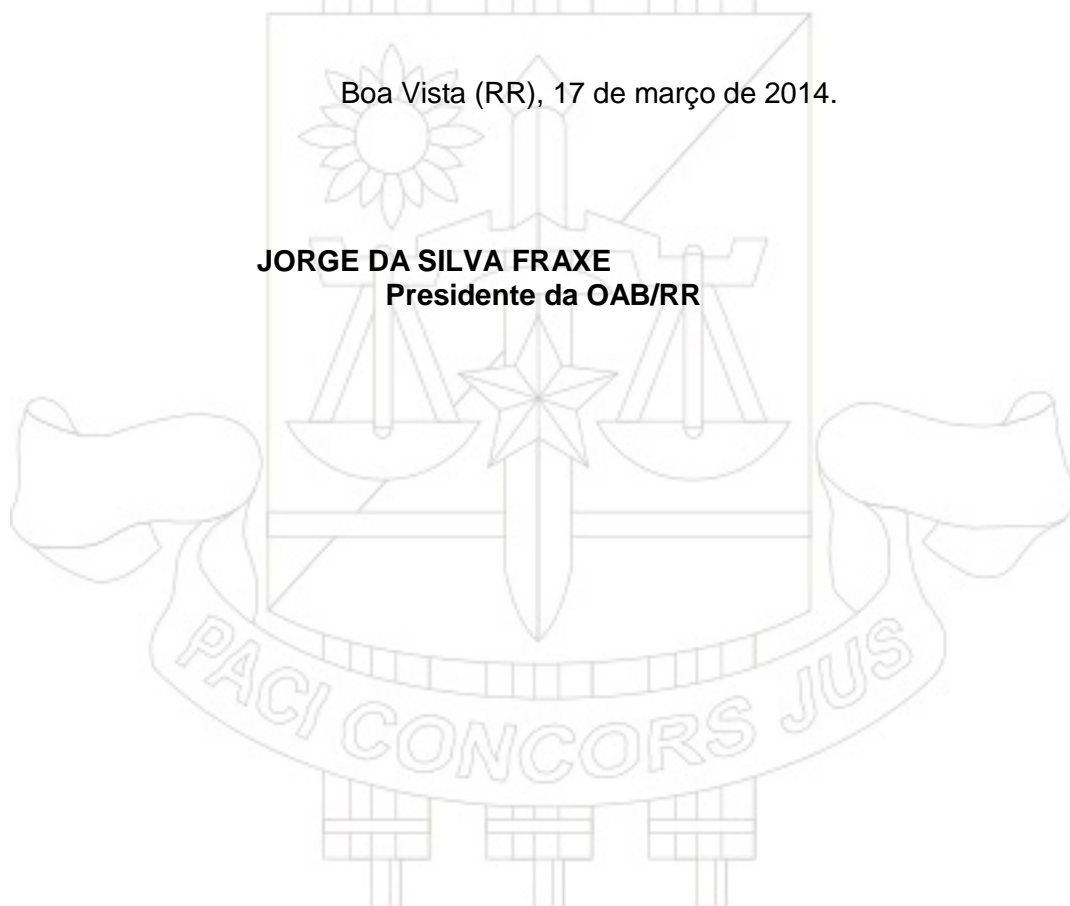 Boa Vista (RR), 17 de março de 2014.
JORGE DA SILVA FRAXE
Presidente da OAB/RR
PACI CONCORS JUS